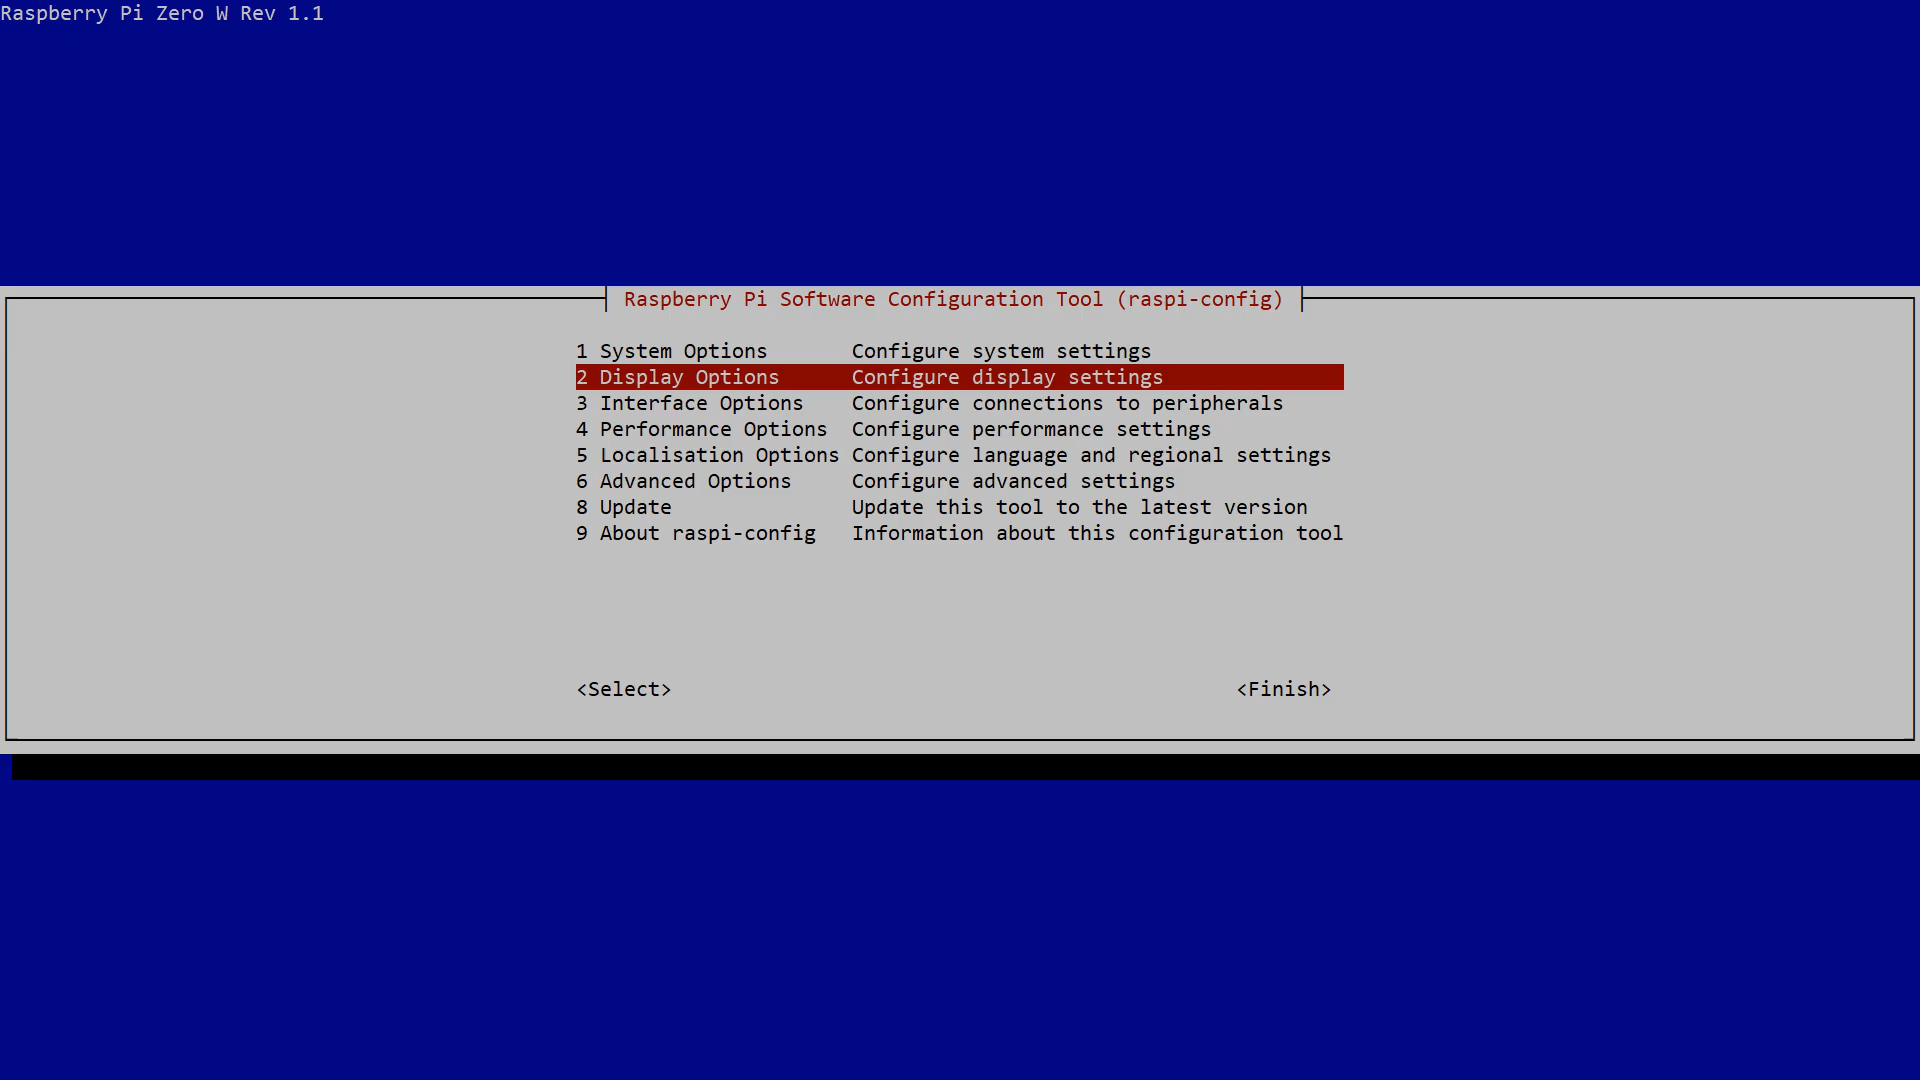 Raspberry Pi Zero W Rev 1.1
Raspberry Pi Software Configuration Tool (raspi-config)
1 System Options Configure system settings
2 Display Options Configure display settings
3 Interface Options Configure connections to peripherals
4 Performance Options Configure performance settings
5 Localisation Options Configure language and regional settings
6 Advanced Options Configure advanced settings
8 Update Update this tool to the latest version
9 About raspi-config Information about this configuration tool
<Select> <Finish>